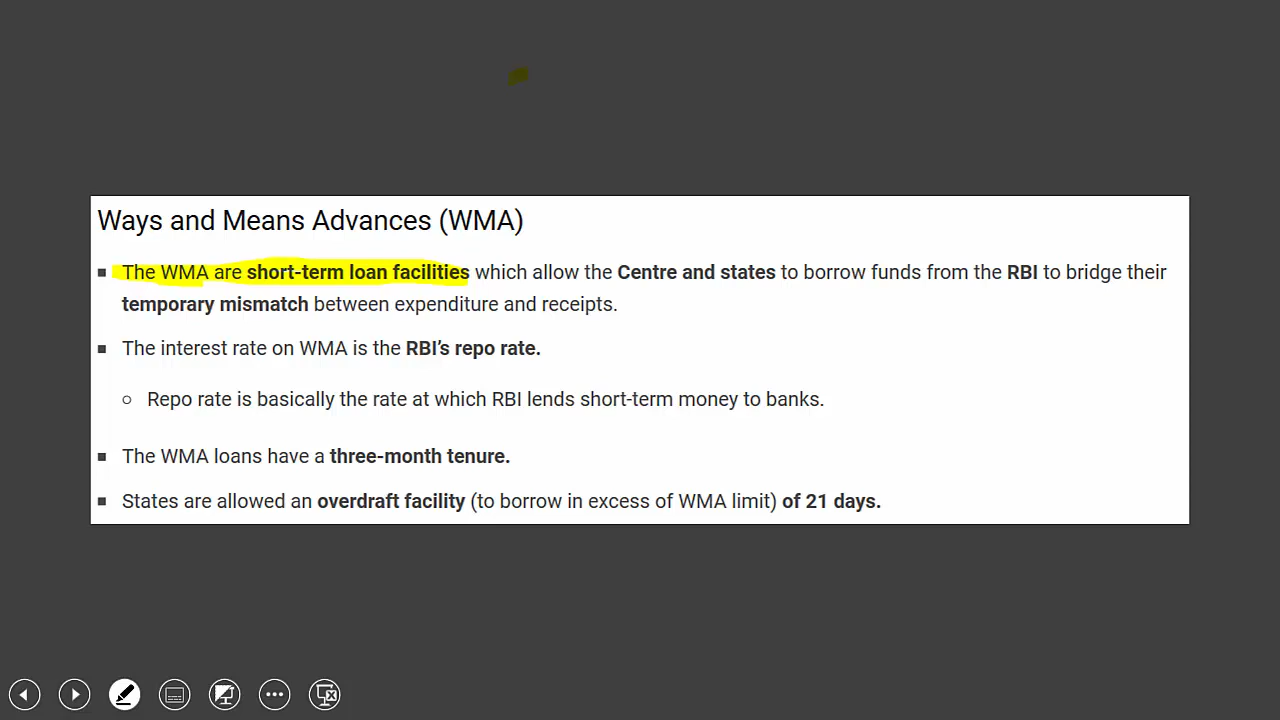 Ways and Means Advances (WMA)
The WMA are short-term loan facilities which allow the Centre and states to borrow funds from the RBI to bridge their
temporary mismatch between expenditure and receipts.
The interest rate on WMA is the RBI’s repo rate.
Repo rate is basically the rate at which RBI lends short-term money to banks.
The WMA loans have a three-month tenure.
States are allowed an overdraft facility (to borrow in excess of WMA limit) of 21 days.